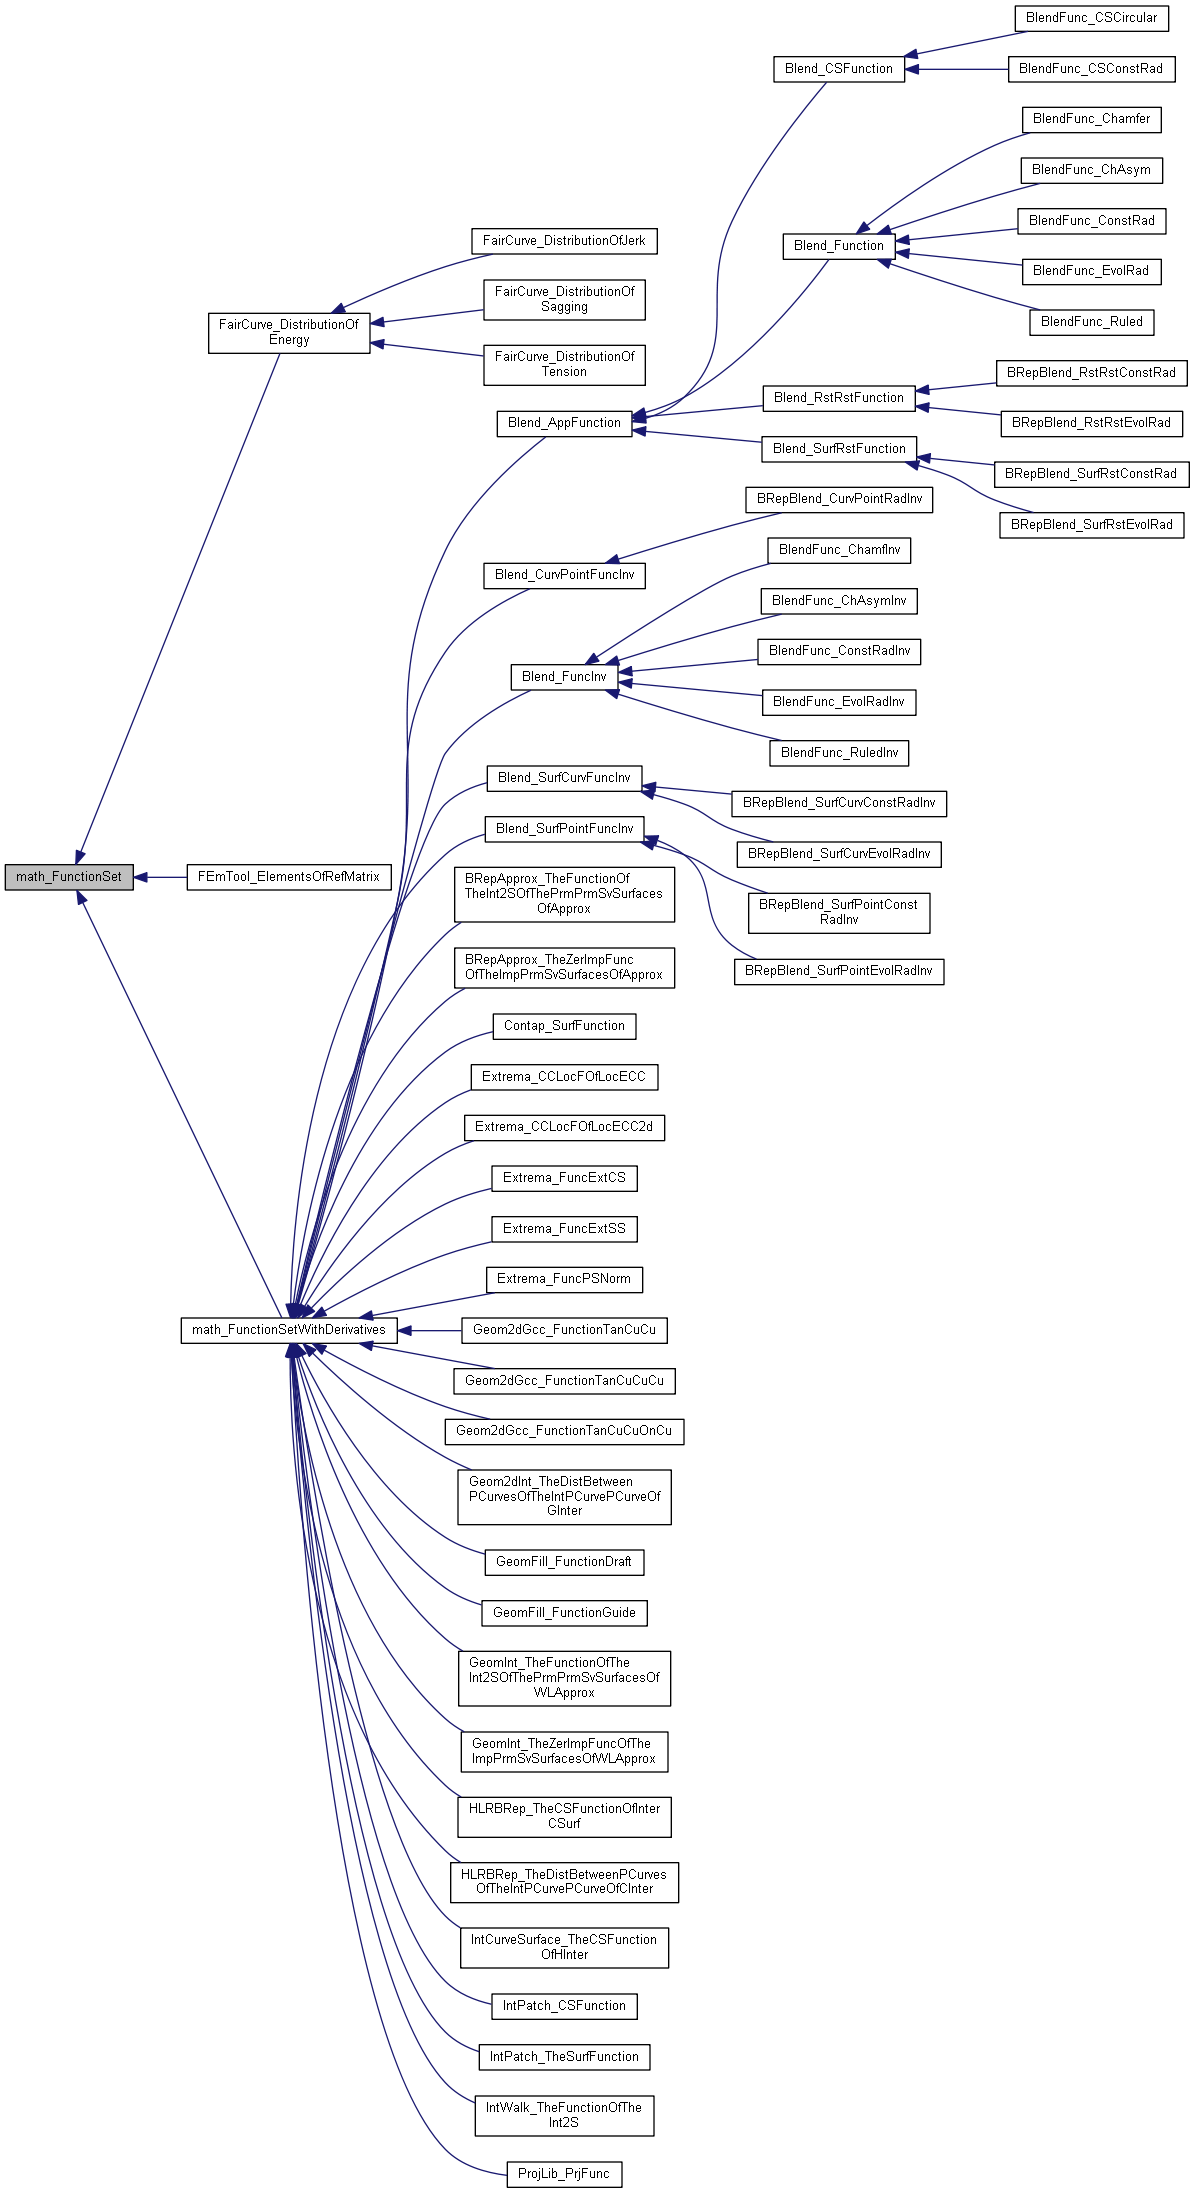 BlendFunc_CSCircular
Blend_CSFunction
BlendFunc_CSConstRad
BlendFunc_Chamfer
BlendFunc_ChAsym
BlendFunc_ConstRad
Blend_Function
BlendFunc_EvolRad
BlendFunc_Ruled
FairCurve_DistributionOfJerk
FairCurve_DistributionOf
Sagging
FairCurve_DistributionOf
Energy
FairCurve_DistributionOf
Tension
BRepBlend_RstRstConstRad
Blend_RstRstFunction
Blend_AppFunction
BRepBlend_RstRstEvolRad
Blend_SurfRstFunction
BRepBlend_SurfRstConstRad
BRepBlend_SurfRstEvolRad
BRepBlend_CurvPointRadInv
BlendFunc_ChamfInv
Blend_CurvPointFuncInv
BlendFunc_ChAsymInv
BlendFunc_ConstRadInv
Blend_FuncInv
BlendFunc_EvolRadInv
BlendFunc_RuledInv
Blend_SurfCurvFuncInv
BRepBlend_SurfCurvConstRadInv
Blend_SurfPointFuncInv
BRepBlend_SurfCurvEvolRadInv
math_FunctionSet
FEmTool_ElementsOfRefMatrix
BRepApprox_TheFunctionOf
TheInt2SOfThePrmPrmSvSurfaces
OfApprox
BRepBlend_SurfPointConst
RadInv
BRepApprox_TheZerImpFunc
OfTheImpPrmSvSurfacesOfApprox
BRepBlend_SurfPointEvolRadInv
Contap_SurfFunction
Extrema_CCLocFOfLocECC
Extrema_CCLocFOfLocECC2d
Extrema_FuncExtCS
Extrema_FuncExtSS
Extrema_FuncPSNorm
math_FunctionSetWithDerivatives
Geom2dGcc_FunctionTanCuCu
Geom2dGcc_FunctionTanCuCuCu
Geom2dGcc_FunctionTanCuCuOnCu
Geom2dInt_TheDistBetween
PCurvesOfTheIntPCurvePCurveOf
GInter
GeomFill_FunctionDraft
GeomFill_FunctionGuide
GeomInt_TheFunctionOfThe
Int2SOfThePrmPrmSvSurfacesOf
WLApprox
GeomInt_TheZerImpFuncOfThe
ImpPrmSvSurfacesOfWLApprox
HLRBRep_TheCSFunctionOfInter
CSurf
HLRBRep_TheDistBetweenPCurves
OfTheIntPCurvePCurveOfCInter
IntCurveSurface_TheCSFunction
OfHInter
IntPatch_CSFunction
IntPatch_TheSurfFunction
IntWalk_TheFunctionOfThe
Int2S
ProjLib_PrjFunc